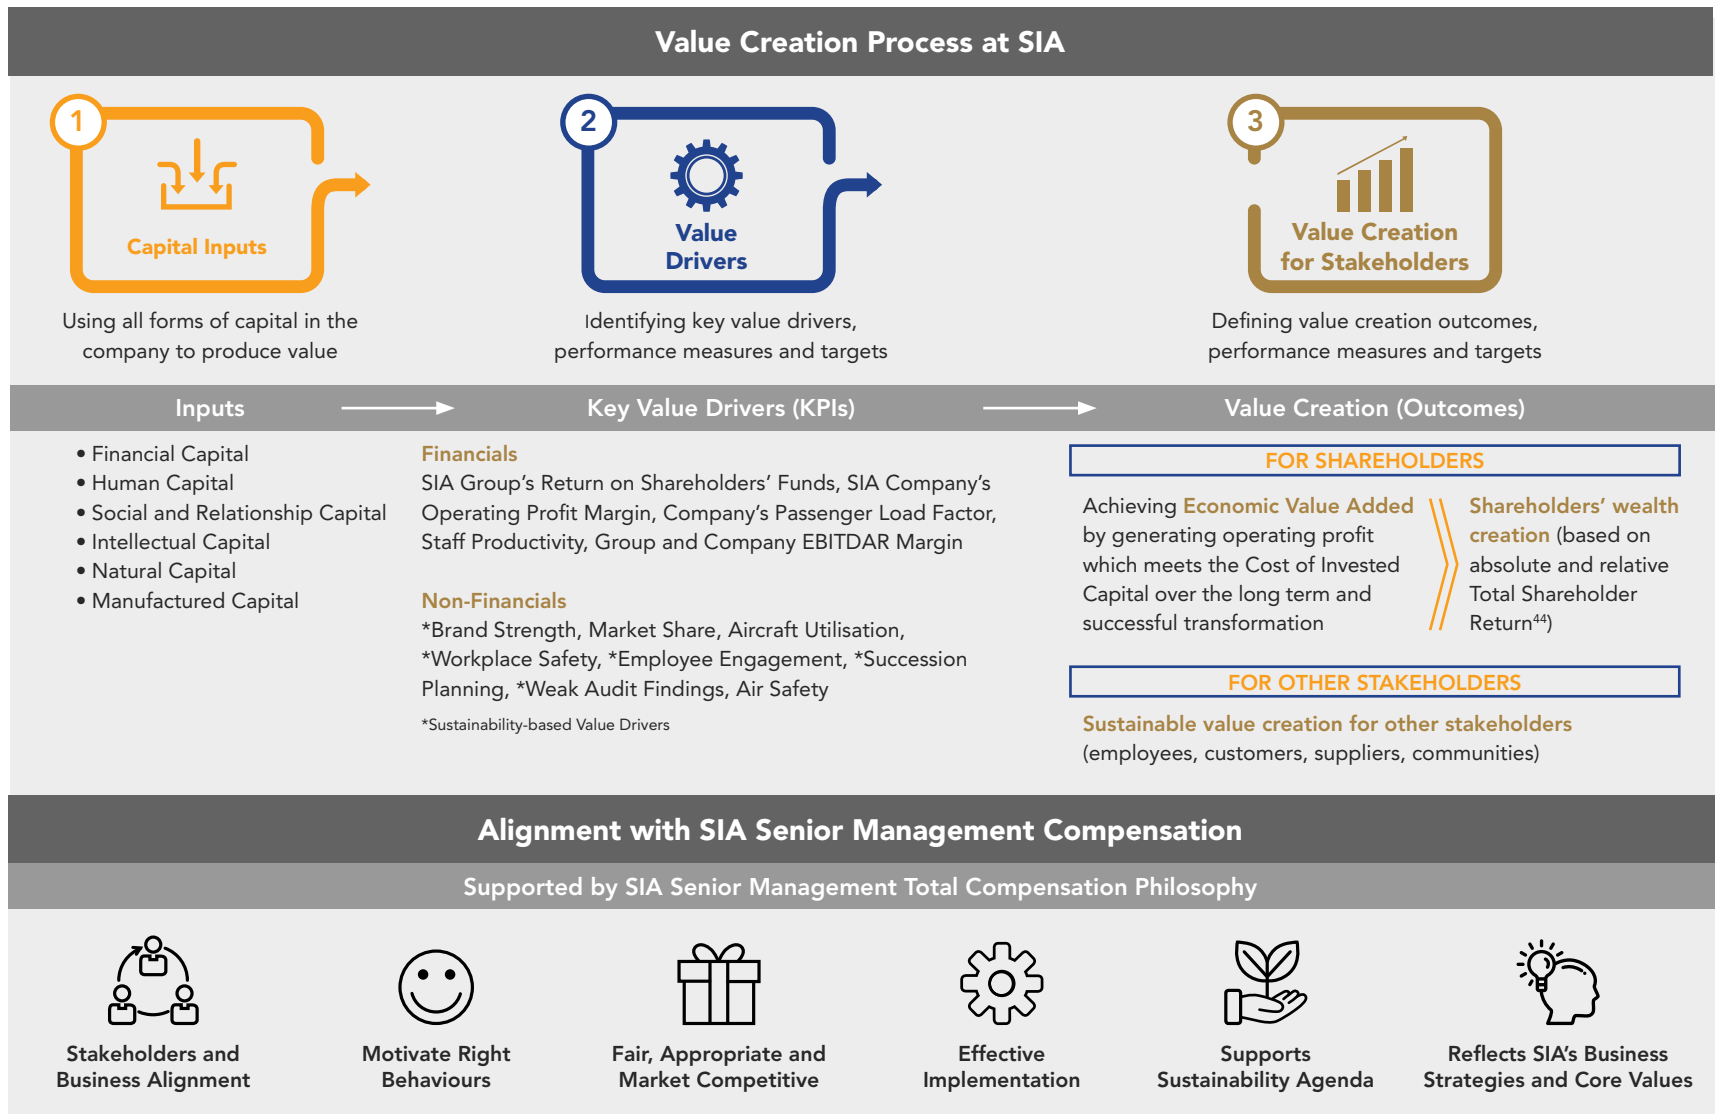 Value Creation Process at SIA
1
Capital Inputs
Using all forms of capital in the
company to produce value
2
Value
Drivers
Identifying key value drivers,
performance measures and targets
3
Value Creation
for Stakeholders
Defining value creation outcomes,
performance measures and targets
Inputs
Key Value Drivers (KPIs)
Value Creation (Outcomes)
• Financial Capital
• Human Capital
• Social and Relationship Capital
• Intellectual Capital
• Natural Capital
• Manufactured Capital
Financials
SIA Group’s Return on Shareholders’ Funds, SIA Company’s
Operating Profit Margin, Company’s Passenger Load Factor,
Staff Productivity, Group and Company EBITDAR Margin
Non-Financials
*Brand Strength, Market Share, Aircraft Utilisation,
*Workplace Safety, *Employee Engagement, *Succession
Planning, *Weak Audit Findings, Air Safety
*Sustainability-based Value Drivers
FOR SHAREHOLDERS
Achieving Economic Value Added
by generating operating profit
which meets the Cost of Invested
Capital over the long term and
successful transformation
Shareholders’ wealth
creation (based on
absolute and relative
Total Shareholder
Return⁴⁴)
FOR OTHER STAKEHOLDERS
Sustainable value creation for other stakeholders
(employees, customers, suppliers, communities)
Alignment with SIA Senior Management Compensation
Supported by SIA Senior Management Total Compensation Philosophy
Stakeholders and
Business Alignment
Motivate Right
Behaviours
Fair, Appropriate and
Market Competitive
Effective
Implementation
Supports
Sustainability Agenda
Reflects SIA’s Business
Strategies and Core Values